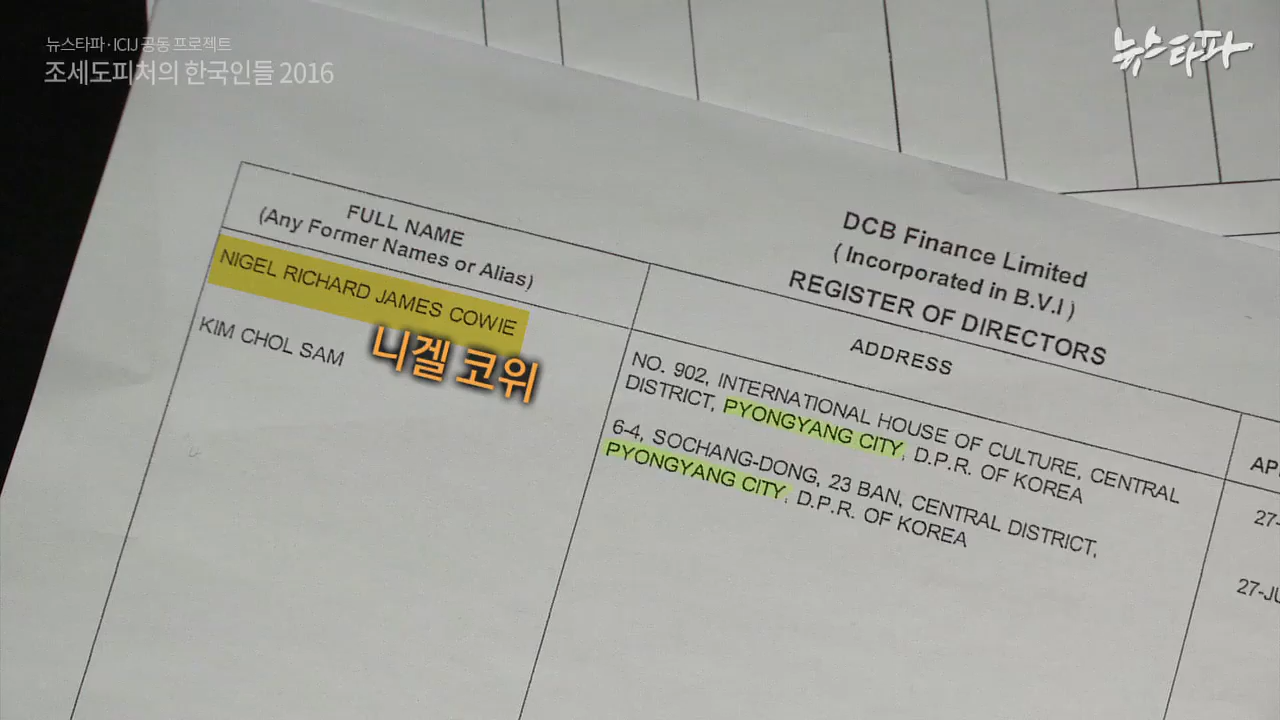 뉴스타파·ICIJ 공동 프로젝트
조세도피처의 한국인들 2016
뉴스타파
DCB Finance Limited
( Incorporated in B.V.I )
REGISTER OF DIRECTORS
FULL NAME
(Any Former Names or Alias)
ADDRESS
NIGEL RICHARD JAMES COWIE
니겔 코위
NO. 902, INTERNATIONAL HOUSE OF CULTURE, CENTRAL
DISTRICT, PYONGYANG CITY, D.P.R. OF KOREA
KIM CHOL SAM
6-4, SOCHANG-DONG, 23 BAN, CENTRAL DISTRICT,
PYONGYANG CITY, D.P.R. OF KOREA